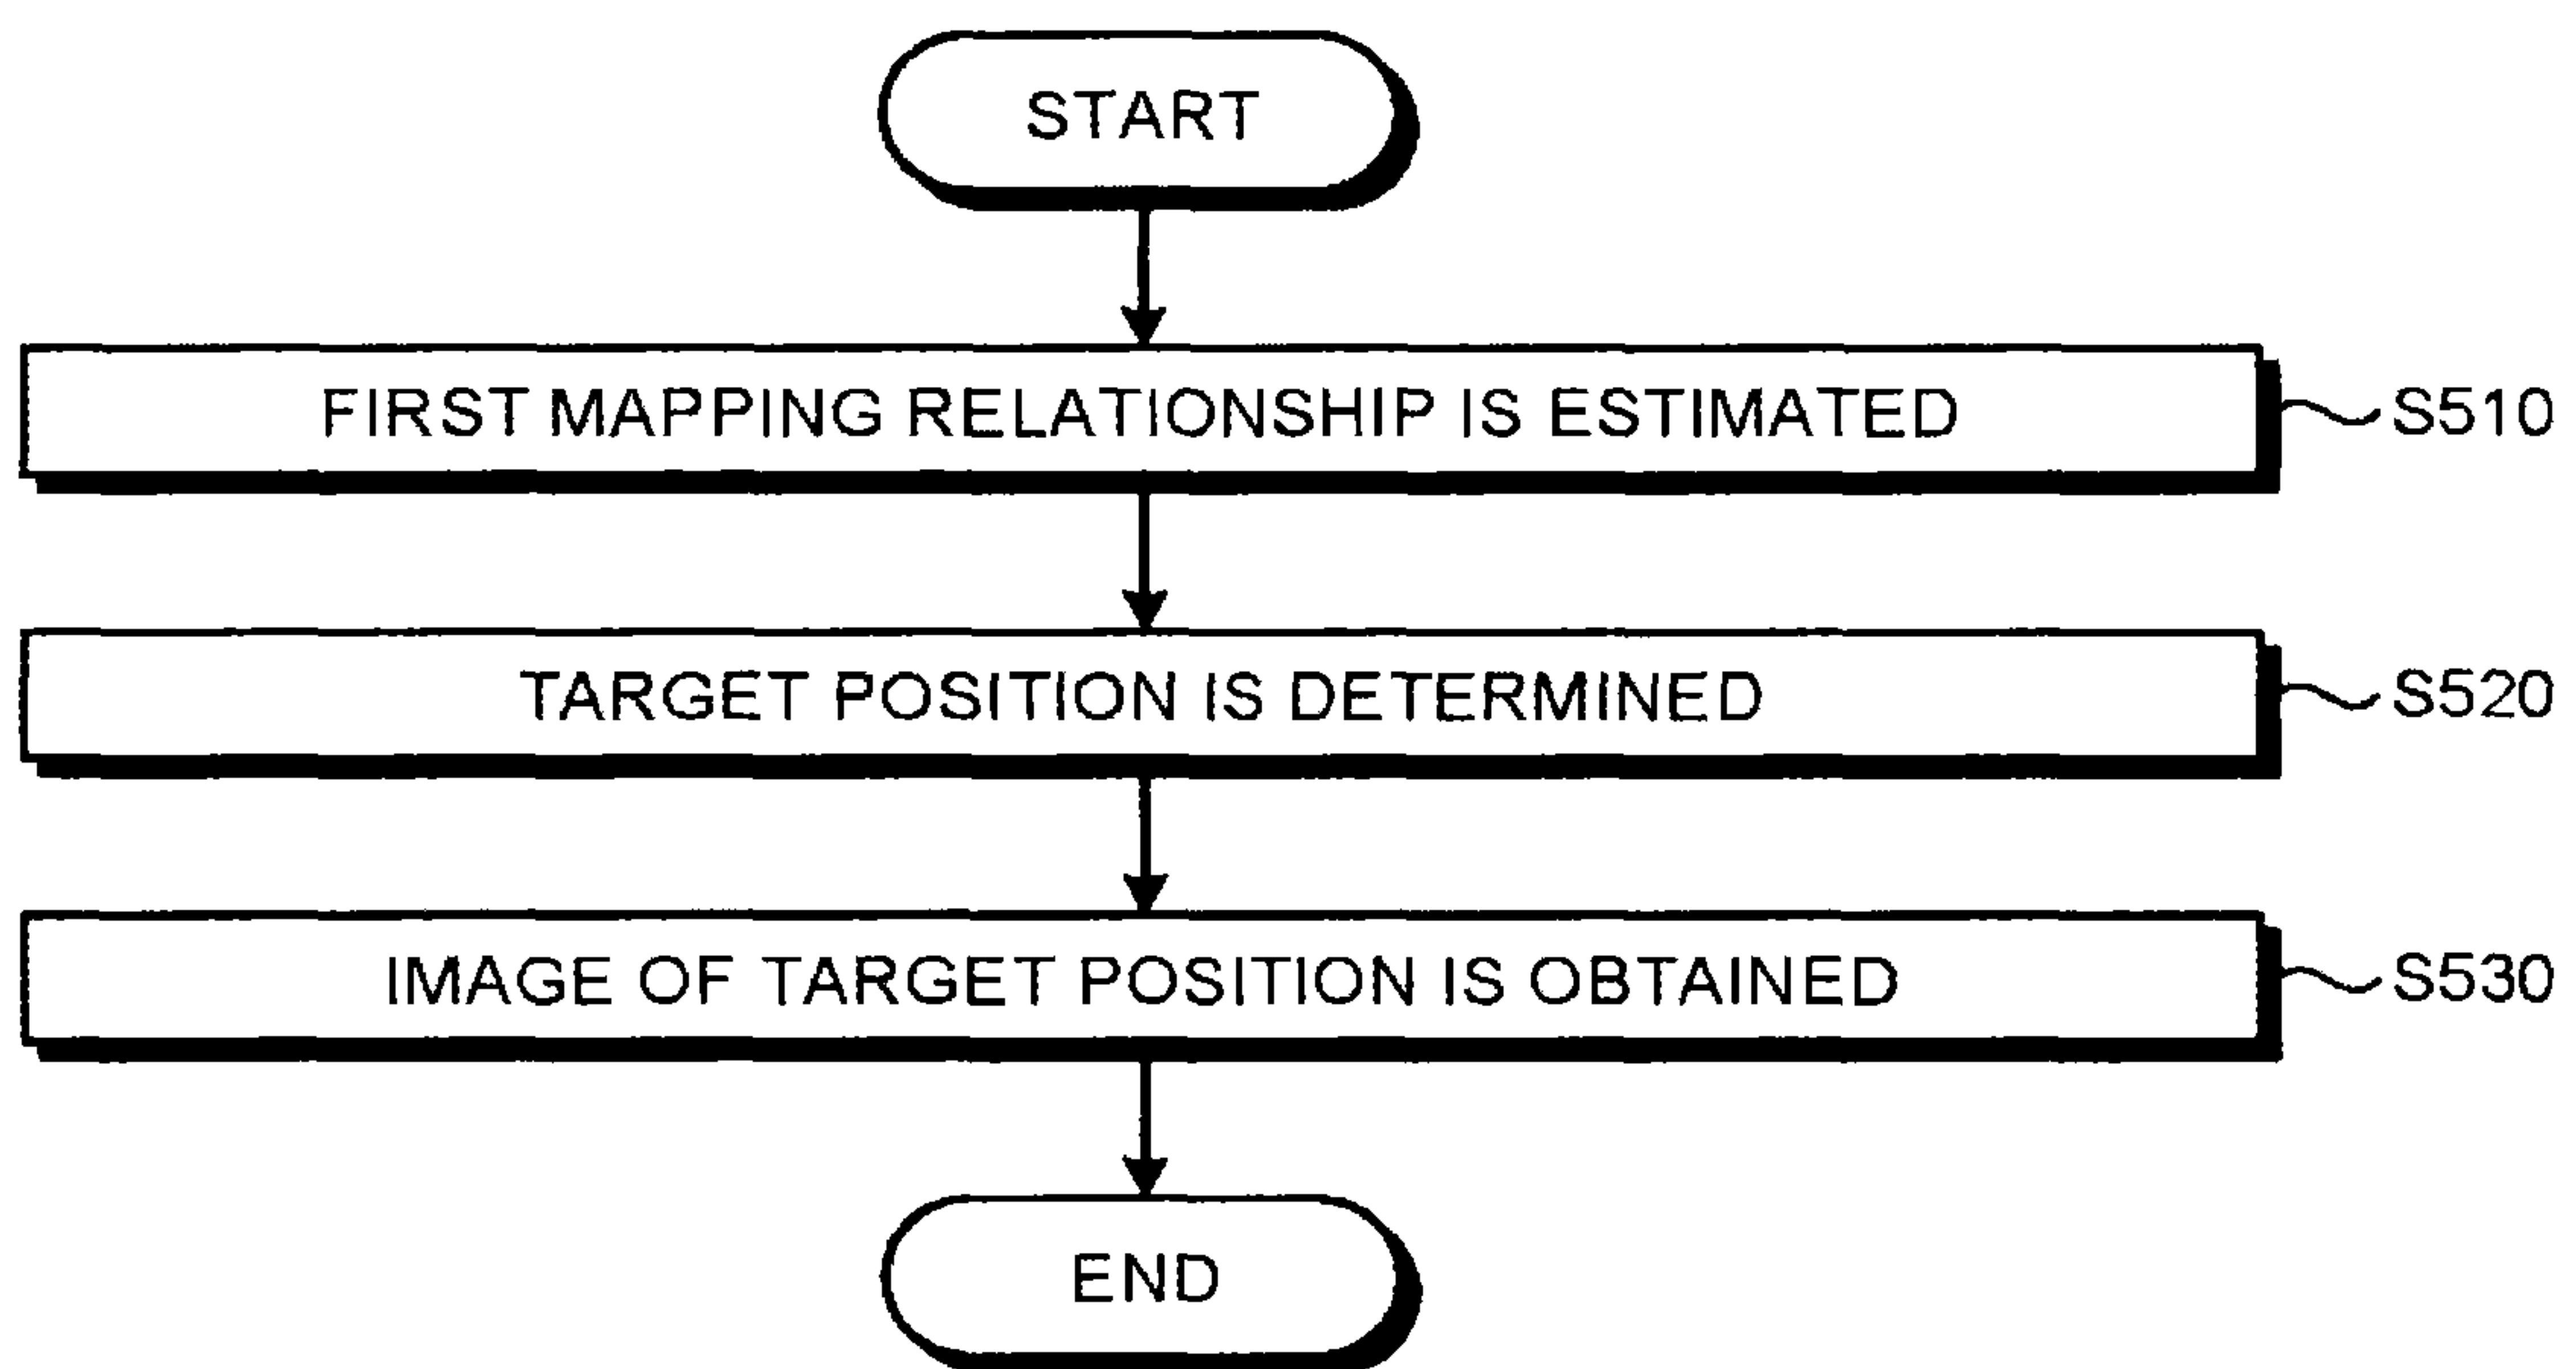 START
FIRST MAPPING RELATIONSHIP IS ESTIMATED
S510
TARGET POSITION IS DETERMINED
S520
IMAGE OF TARGET POSITION IS OBTAINED
S530
END